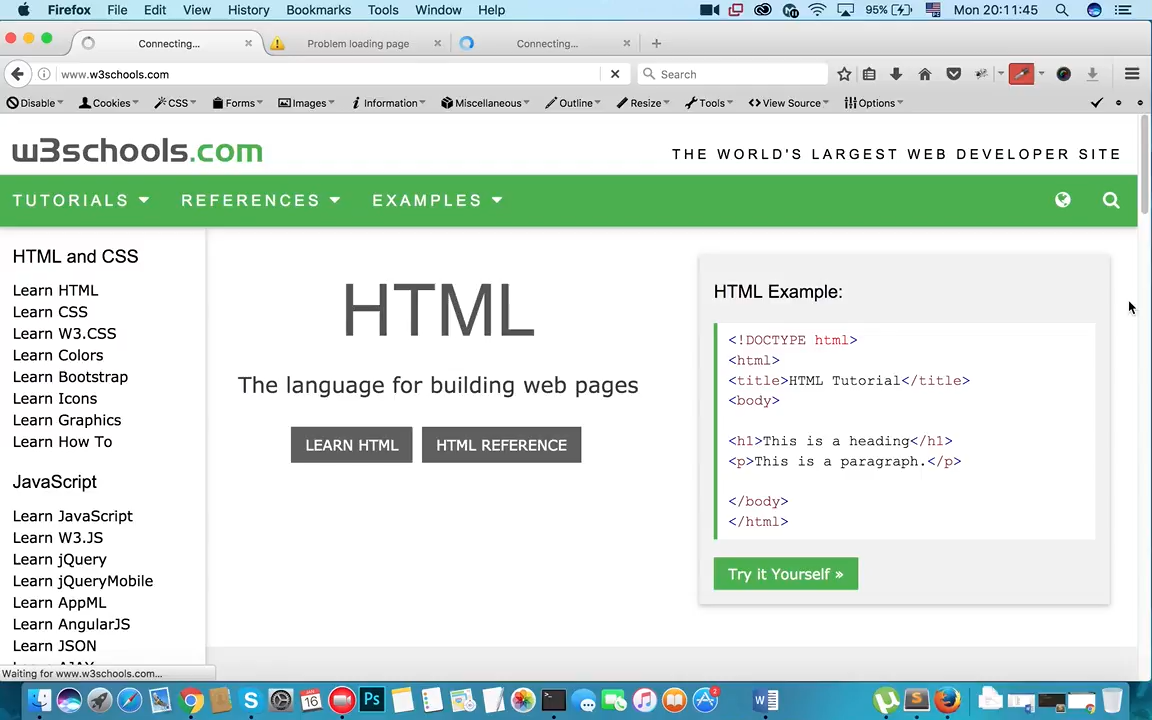 Firefox File Edit View History Bookmarks Tools Window Help 95% Mon 20:11:45
Connecting... Problem loading page Connecting...
www.w3schools.com Search
Disable Cookies CSS Forms Images Information Miscellaneous Outline Resize Tools View Source Options
w3schools.com
THE WORLD'S LARGEST WEB DEVELOPER SITE
TUTORIALS REFERENCES EXAMPLES
HTML and CSS
Learn HTML
Learn CSS
Learn W3.CSS
Learn Colors
Learn Bootstrap
Learn Icons
Learn Graphics
Learn How To
JavaScript
Learn JavaScript
Learn W3.JS
Learn jQuery
Learn jQueryMobile
Learn AppML
Learn AngularJS
Learn JSON
Learn AJAX
HTML
The language for building web pages
LEARN HTML HTML REFERENCE
HTML Example:
<!DOCTYPE html>
<html>
<title>HTML Tutorial</title>
<body>
<h1>This is a heading</h1>
<p>This is a paragraph.</p>
</body>
</html>
Try it Yourself »
Waiting for www.w3schools.com...
16
Ps
2